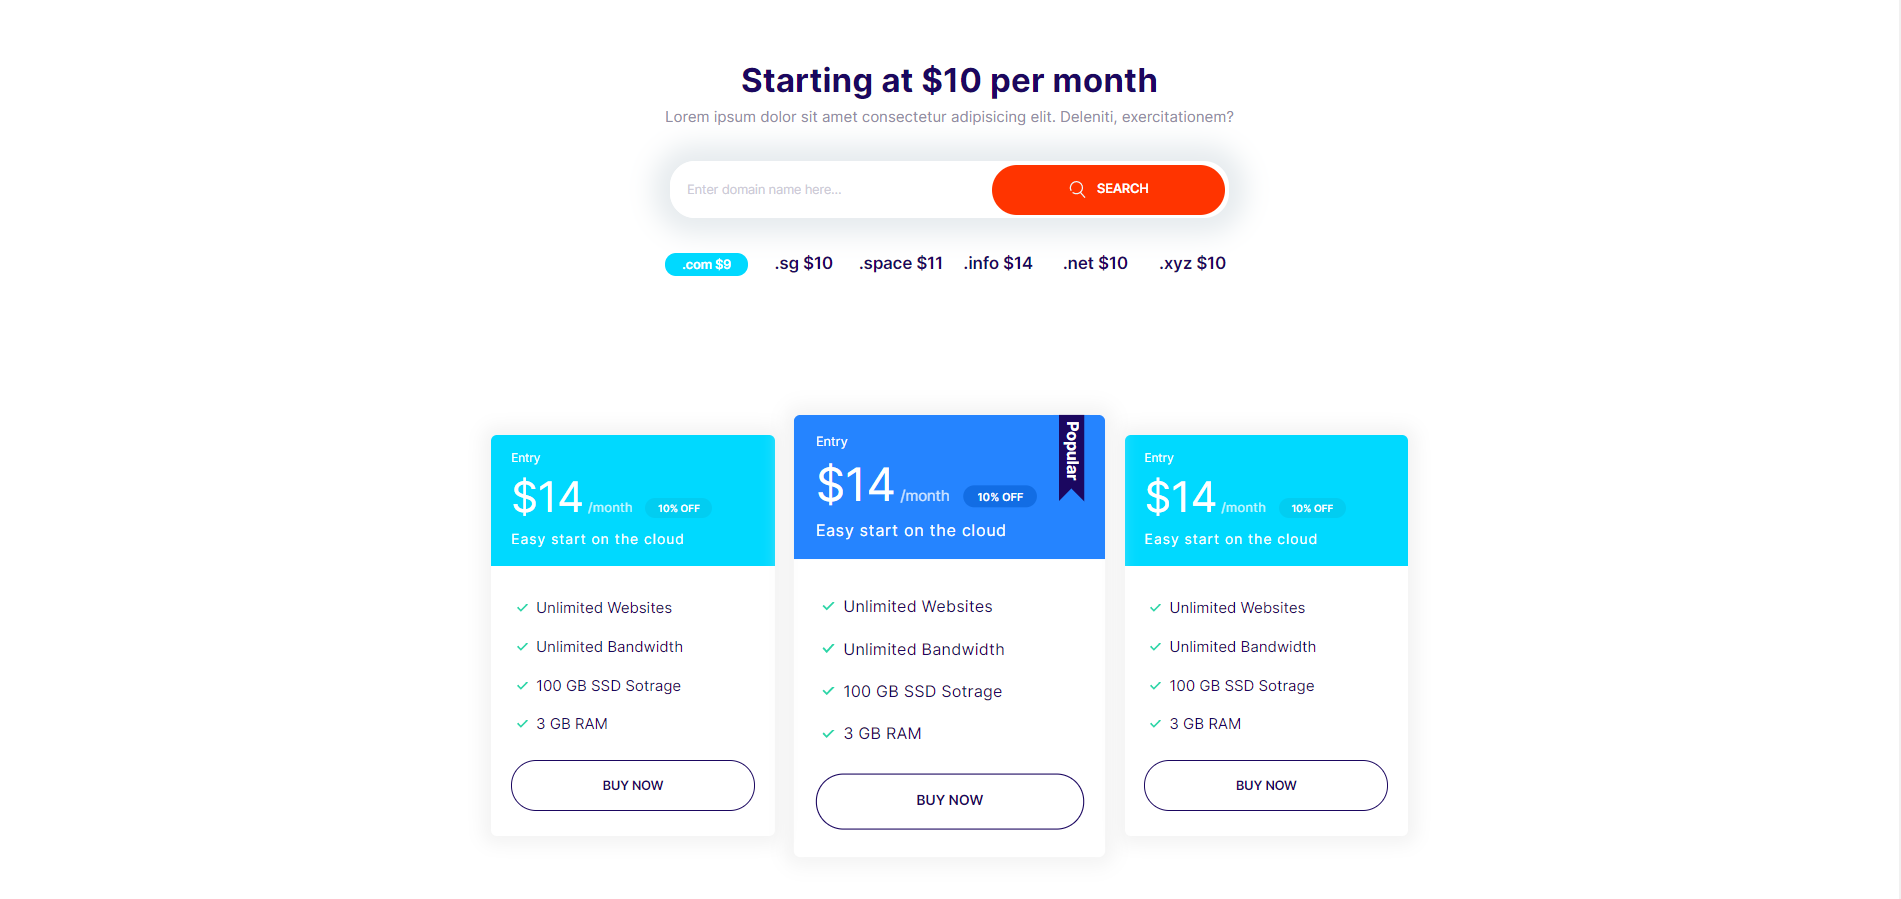 Starting at $10 per month
Lorem ipsum dolor sit amet consectetur adipisicing elit. Deleniti, exercitationem?
Enter domain name here...
SEARCH
.com $9 .sg $10 .space $11 .info $14 .net $10 .xyz $10
Entry
$14 /month 10% OFF
Easy start on the cloud
Unlimited Websites
Unlimited Bandwidth
100 GB SSD Sotrage
3 GB RAM
BUY NOW
Popular
Entry
$14 /month 10% OFF
Easy start on the cloud
Unlimited Websites
Unlimited Bandwidth
100 GB SSD Sotrage
3 GB RAM
BUY NOW
Entry
$14 /month 10% OFF
Easy start on the cloud
Unlimited Websites
Unlimited Bandwidth
100 GB SSD Sotrage
3 GB RAM
BUY NOW